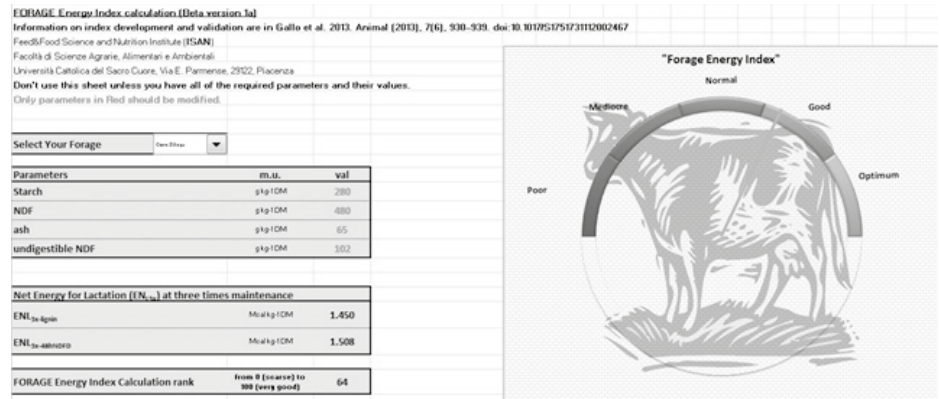 FORAGE Energy Index calculation (Beta version 1a)
Information on index development and validation are in Gallo et al. 2013. Animal (2013), 7(6), 930–939. doi:10.1017/S1751731112002467
Feed&Food Science and Nutrition Institute (ISAN)
Facoltà di Scienze Agrarie, Alimentari e Ambientali
Università Cattolica del Sacro Cuore, Via E. Parmense, 29122, Piacenza
Don't use this sheet unless you have all of the required parameters and their values.
Only parameters in Red should be modified.
Select Your Forage
Parameters m.u. val
Starch g kg-1 DM 280
NDF g kg-1 DM 480
ash g kg-1 DM 65
undigestible NDF g kg-1 DM 102
Net Energy for Lactation (ENL3x) at three times maintenance
ENL3x-lignin Mcal kg-1 DM 1.450
ENL3x-48hNDFD Mcal kg-1 DM 1.508
FORAGE Energy Index Calculation rank from 0 (scarse) to 100 (very good) 64
"Forage Energy Index"
Normal
Mediocre Good
Optimum
Poor